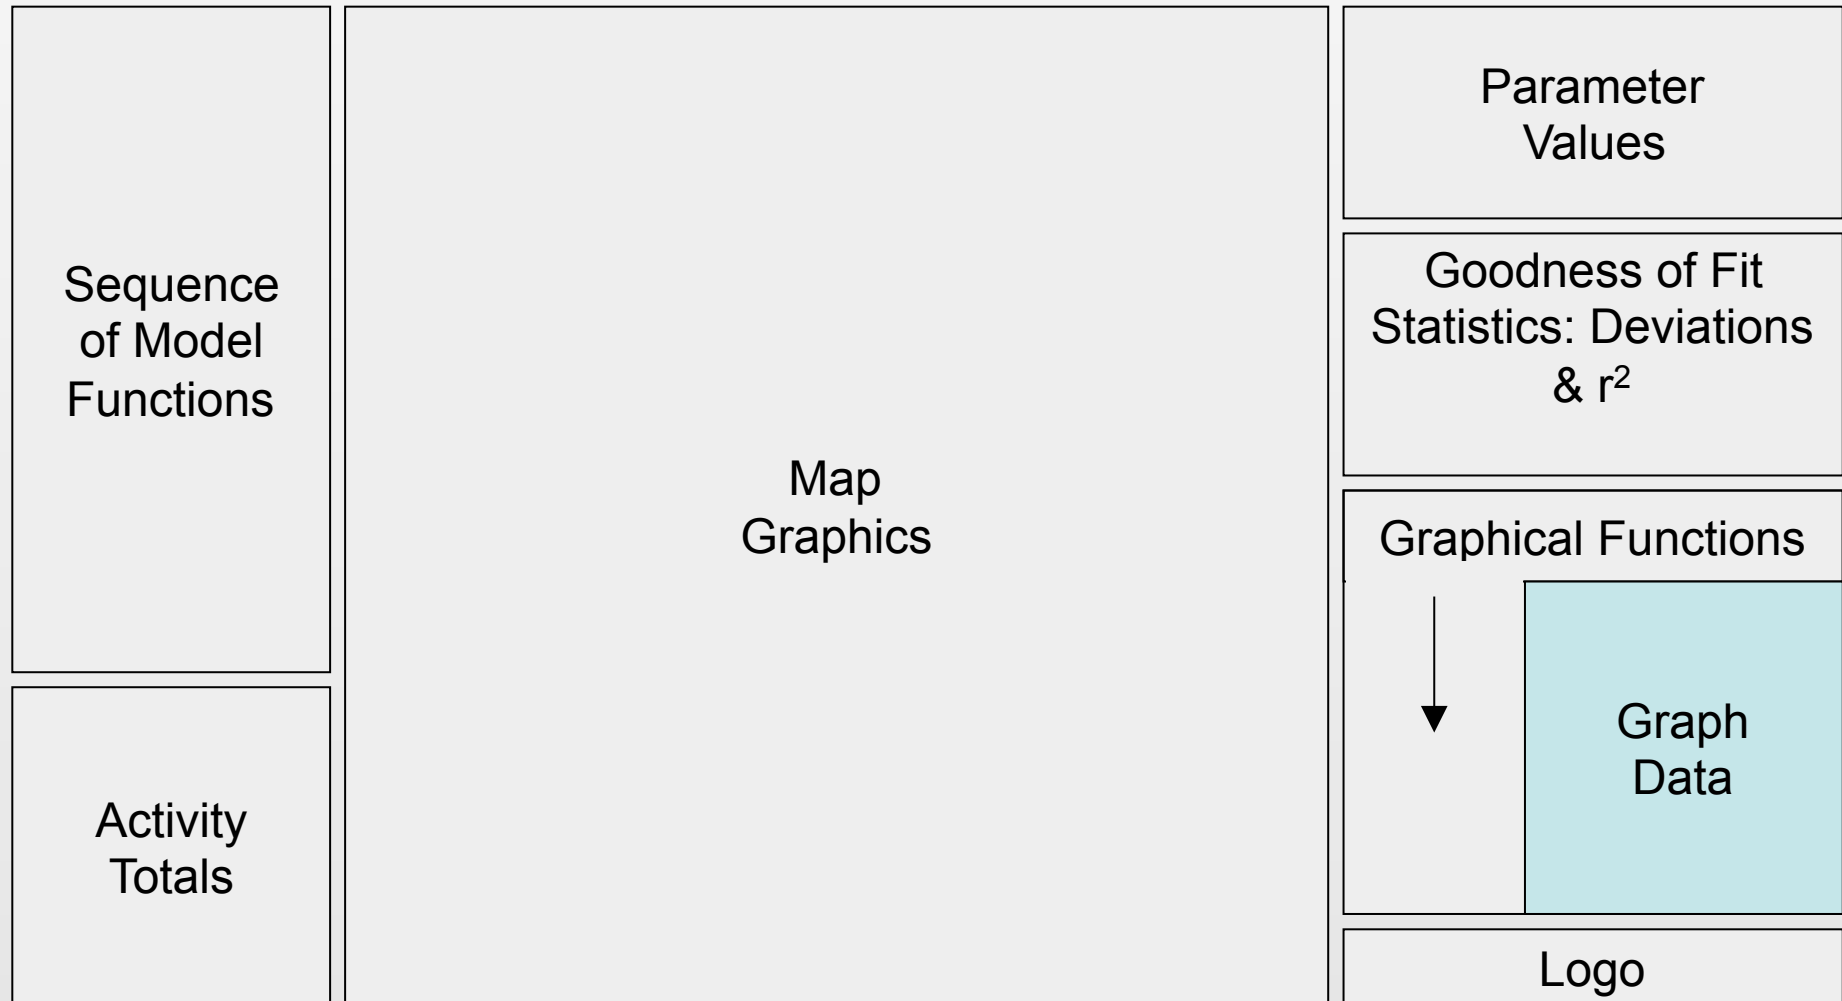 Sequence
of Model
Functions
Activity
Totals
Map
Graphics
Parameter
Values
Goodness of Fit
Statistics: Deviations
& r²
Graphical Functions
Graph
Data
Logo